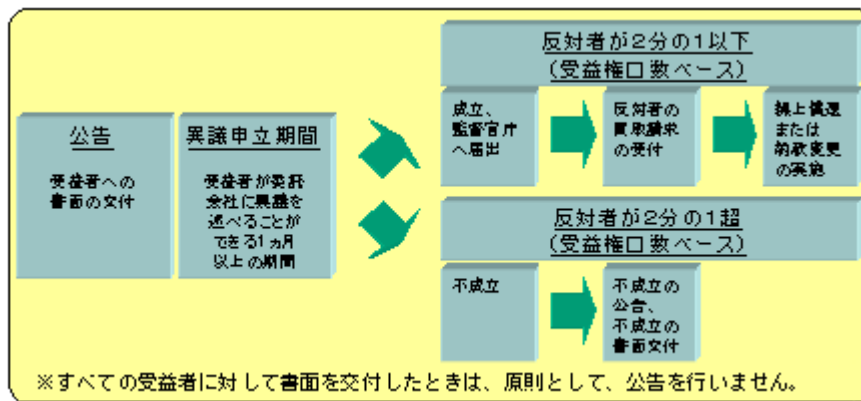 公告
受益者への
書面の交付
異議申立期間
受益者が委託
会社に異議を
述べることが
できる1ヵ月
以上の期間
反対者が2分の1以下
(受益権口数ベース)
成立、
監督官庁
へ届出
反対者の
買取請求
の受付
繰上償還
または
約款変更
の実施
反対者が2分の1超
(受益権口数ベース)
不成立
不成立の
公告、
不成立の
書面交付
※すべての受益者に対して書面を交付したときは、原則として、公告を行いません。